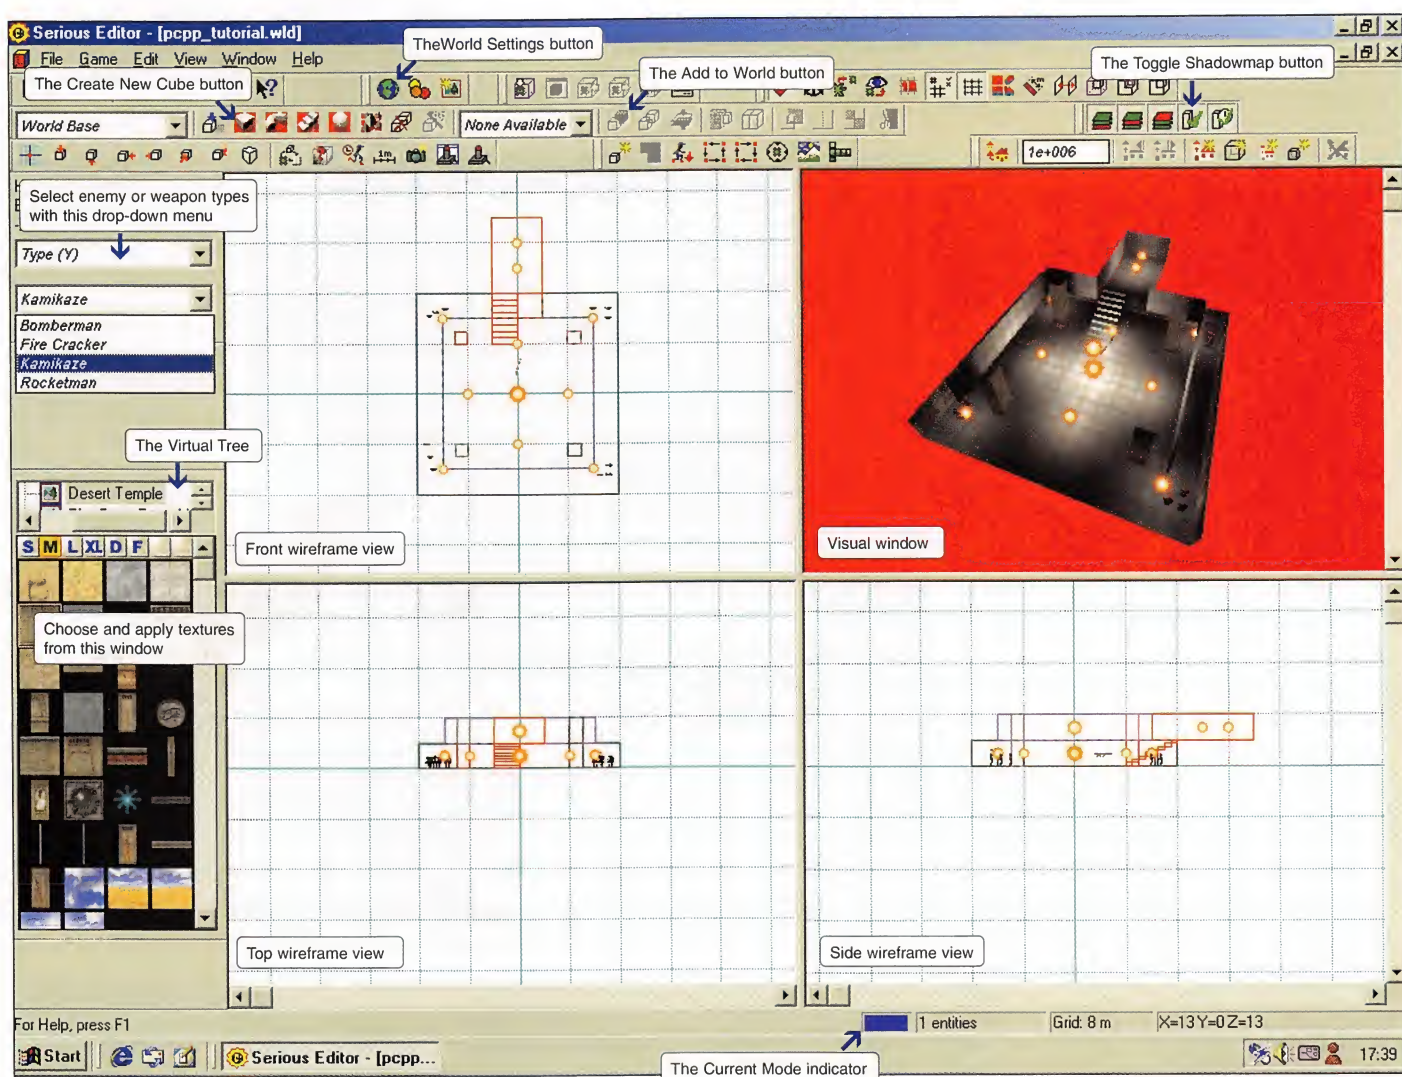 Serious Editor - [pcpp_tutorial.wld]
File Game Edit View Window Help
TheWorld Settings button
The Create New Cube button
The Add to World button
The Toggle Shadowmap button
World Base
None Available
1m
1e+006
Select enemy or weapon types
with this drop-down menu
Type (Y)
Kamikaze
Bomberman
Fire Cracker
Kamikaze
Rocketman
The Virtual Tree
Desert Temple
S M L XL D F
Choose and apply textures
from this window
Front wireframe view
Visual window
Top wireframe view
Side wireframe view
For Help, press F1
1 entities
Grid: 8 m
X=13 Y=0 Z=13
Start
Serious Editor - [pcpp...
The Current Mode indicator
17:39